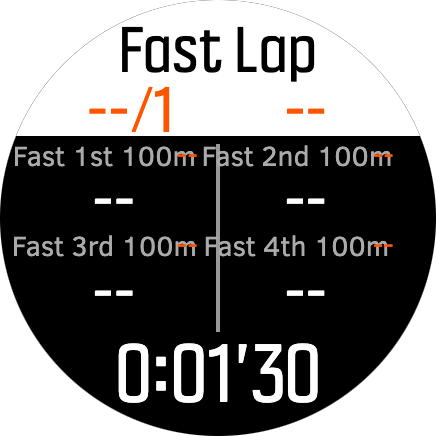 Fast Lap
--/1 --
Fast 1st 100m -- Fast 2nd 100m --
-- --
Fast 3rd 100m -- Fast 4th 100m --
-- --
0:01'30